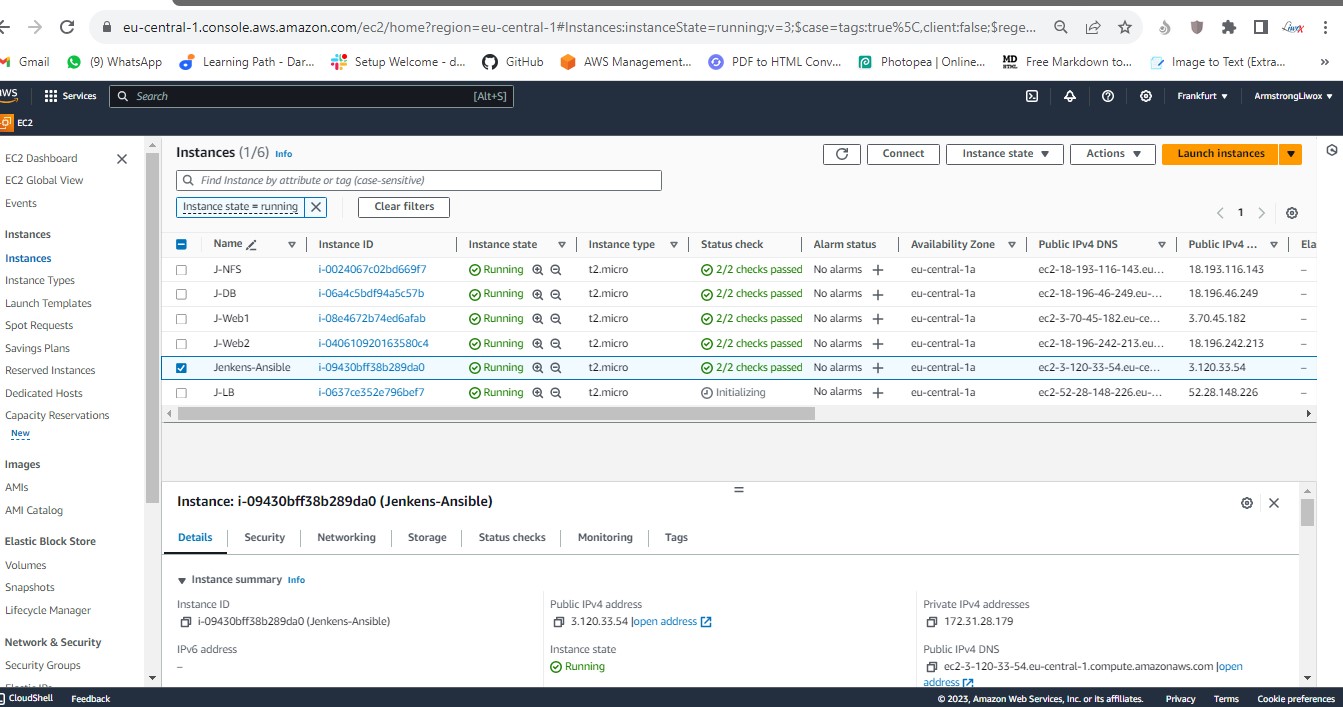 eu-central-1.console.aws.amazon.com/ec2/home?region=eu-central-1#Instances:instanceState=running;v=3;$case=tags:true%5C,client:false;$rege...
Gmail (9) WhatsApp Learning Path - Dar... Setup Welcome - d... GitHub AWS Management... PDF to HTML Conv... Photopea | Online... MD Free Markdown to... Image to Text (Extra... »
aws Services Search [Alt+S] Frankfurt ArmstrongLiwox
EC2
EC2 Dashboard
EC2 Global View
Events
Instances
Instances
Instance Types
Launch Templates
Spot Requests
Savings Plans
Reserved Instances
Dedicated Hosts
Capacity Reservations
New
Images
AMIs
AMI Catalog
Elastic Block Store
Volumes
Snapshots
Lifecycle Manager
Network & Security
Security Groups
Elastic IPs
Instances (1/6) Info Connect Instance state Actions Launch instances
Find Instance by attribute or tag (case-sensitive)
Instance state = running Clear filters
1
Name Instance ID Instance state Instance type Status check Alarm status Availability Zone Public IPv4 DNS Public IPv4 ... Ela
J-NFS i-0024067c02bd669f7 Running t2.micro 2/2 checks passed No alarms + eu-central-1a ec2-18-193-116-143.eu... 18.193.116.143 –
J-DB i-06a4c5bdf94a5c57b Running t2.micro 2/2 checks passed No alarms + eu-central-1a ec2-18-196-46-249.eu-... 18.196.46.249 –
J-Web1 i-08e4672b74ed6afab Running t2.micro 2/2 checks passed No alarms + eu-central-1a ec2-3-70-45-182.eu-ce... 3.70.45.182 –
J-Web2 i-040610920163580c4 Running t2.micro 2/2 checks passed No alarms + eu-central-1a ec2-18-196-242-213.eu... 18.196.242.213 –
Jenkens-Ansible i-09430bff38b289da0 Running t2.micro 2/2 checks passed No alarms + eu-central-1a ec2-3-120-33-54.eu-ce... 3.120.33.54 –
J-LB i-0637ce352e796bef7 Running t2.micro Initializing No alarms + eu-central-1a ec2-52-28-148-226.eu-... 52.28.148.226 –
Instance: i-09430bff38b289da0 (Jenkens-Ansible)
Details Security Networking Storage Status checks Monitoring Tags
Instance summary Info
Instance ID
i-09430bff38b289da0 (Jenkens-Ansible)
IPv6 address
–
Public IPv4 address
3.120.33.54 |open address
Instance state
Running
Private IPv4 addresses
172.31.28.179
Public IPv4 DNS
ec2-3-120-33-54.eu-central-1.compute.amazonaws.com |open
address
CloudShell Feedback © 2023, Amazon Web Services, Inc. or its affiliates. Privacy Terms Cookie preferences